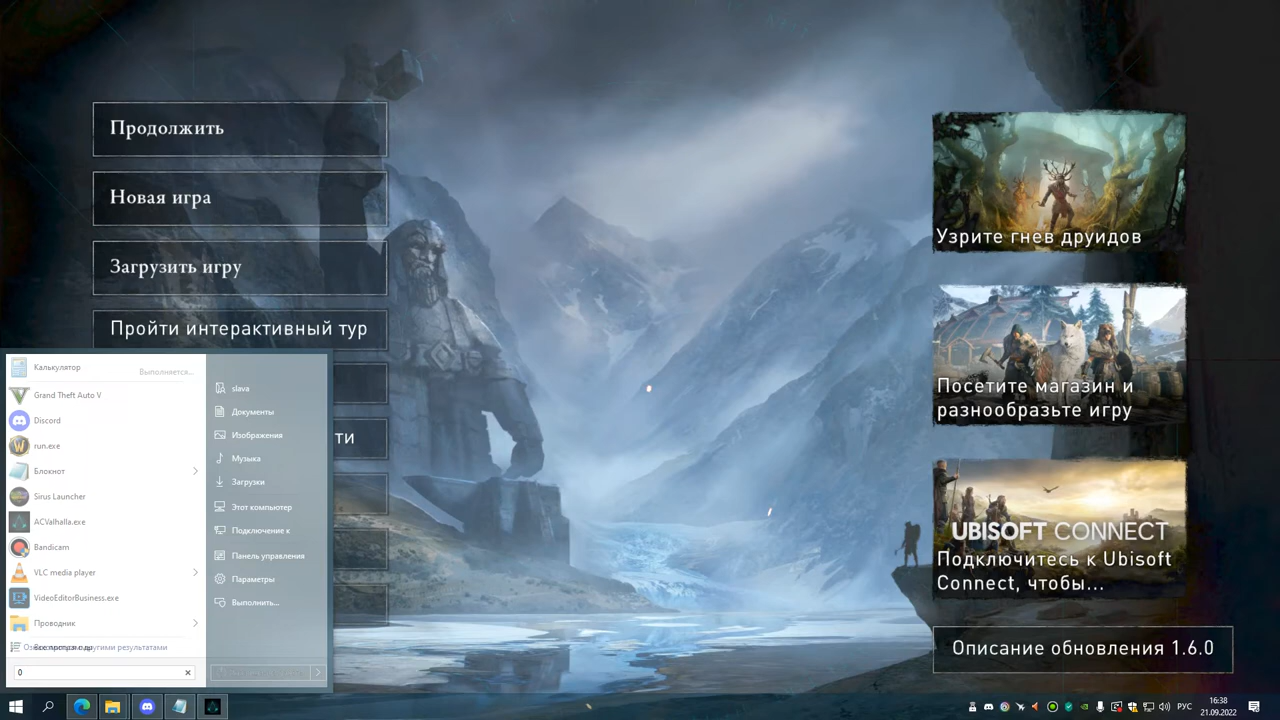 Продолжить
Новая игра
Загрузить игру
Пройти интерактивный тур
ти
Узрите гнев друидов
Посетите магазин и
разнообразьте игру
UBISOFT CONNECT
Подключитесь к Ubisoft
Connect, чтобы...
Описание обновления 1.6.0
Калькулятор
Выполняется...
Grand Theft Auto V
Discord
run.exe
Блокнот
Sirus Launcher
ACValhalla.exe
Bandicam
VLC media player
VideoEditorBusiness.exe
Проводник
другими результатами
0
slava
Документы
Изображения
Музыка
Загрузки
Этот компьютер
Подключение к
Панель управления
Параметры
Выполнить...
РУС
16:38
21.09.2022